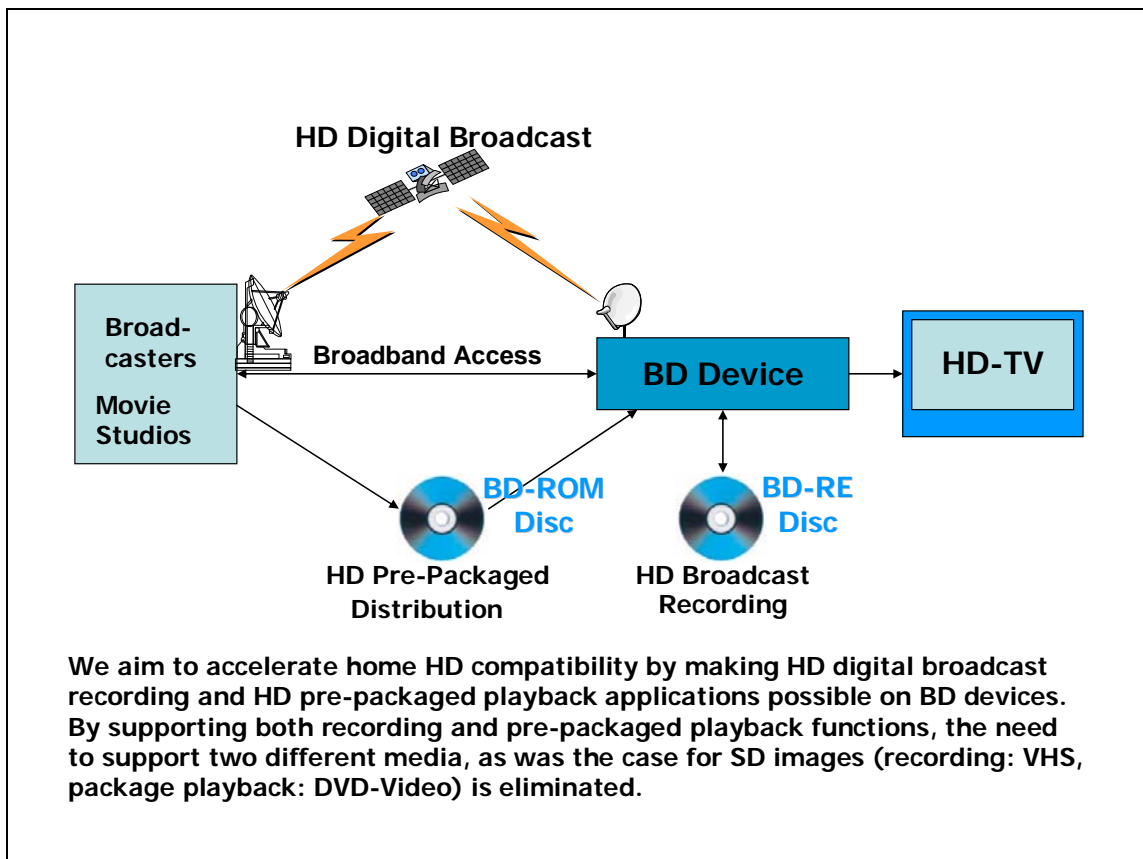 HD Digital Broadcast
Broad-
casters
Movie
Studios
Broadband Access
BD Device
HD-TV
BD-ROM
Disc
HD Pre-Packaged
Distribution
BD-RE
Disc
HD Broadcast
Recording
We aim to accelerate home HD compatibility by making HD digital broadcast
recording and HD pre-packaged playback applications possible on BD devices.
By supporting both recording and pre-packaged playback functions, the need
to support two different media, as was the case for SD images (recording: VHS,
package playback: DVD-Video) is eliminated.